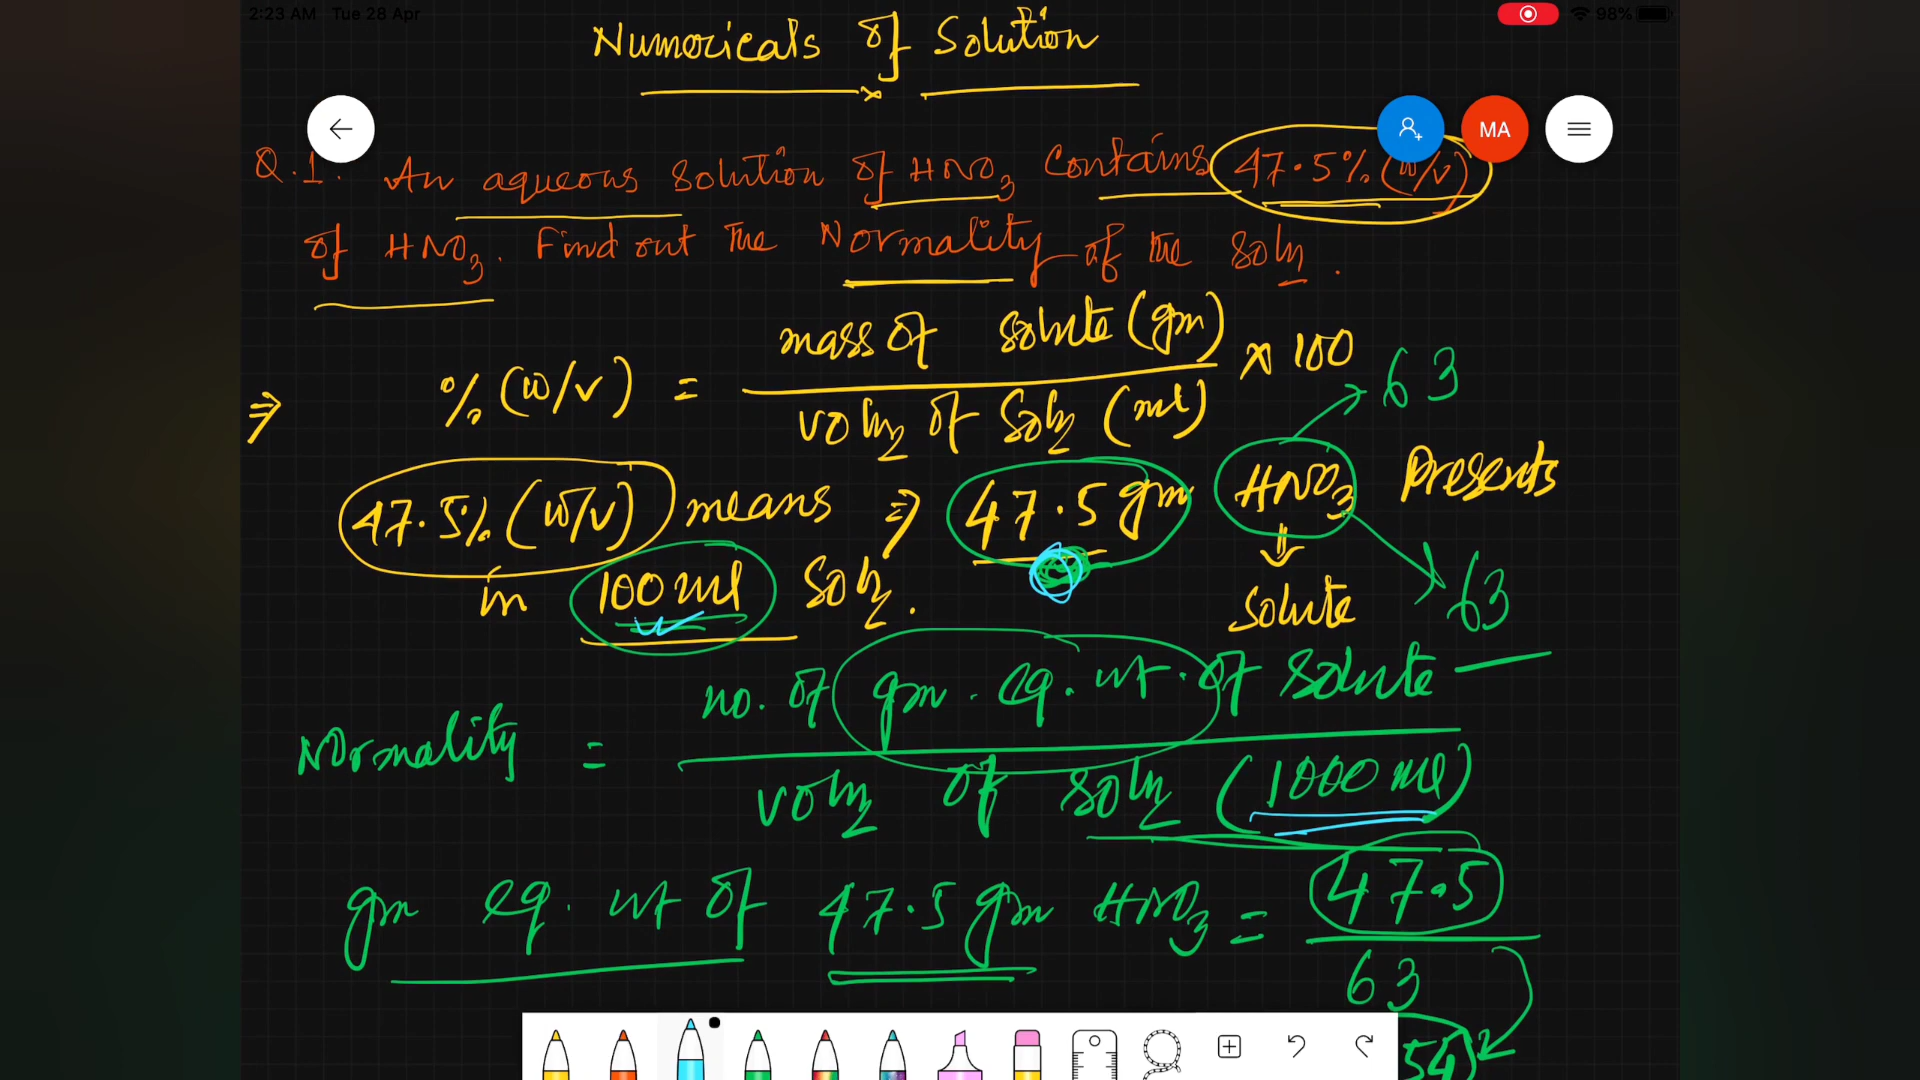 2:23 AM Tue 28 Apr 98%
Numericals of Solution
MA
Q.1. An aqueous solution of HNO3 contains 47.5% (w/v)
of HNO3. Find out the Normality of the soln.
⇒ % (w/v) = mass of solute (gm) / volm of soln (ml) × 100
63
47.5% (w/v) means ⇒ 47.5 gm HNO3 Presents
in 100 ml soln.
solute
63
Normality = no. of gm. eq. wt. of solute / volm of soln (1000 ml)
gm eq. wt of 47.5 gm HNO3 = 47.5 / 63
54